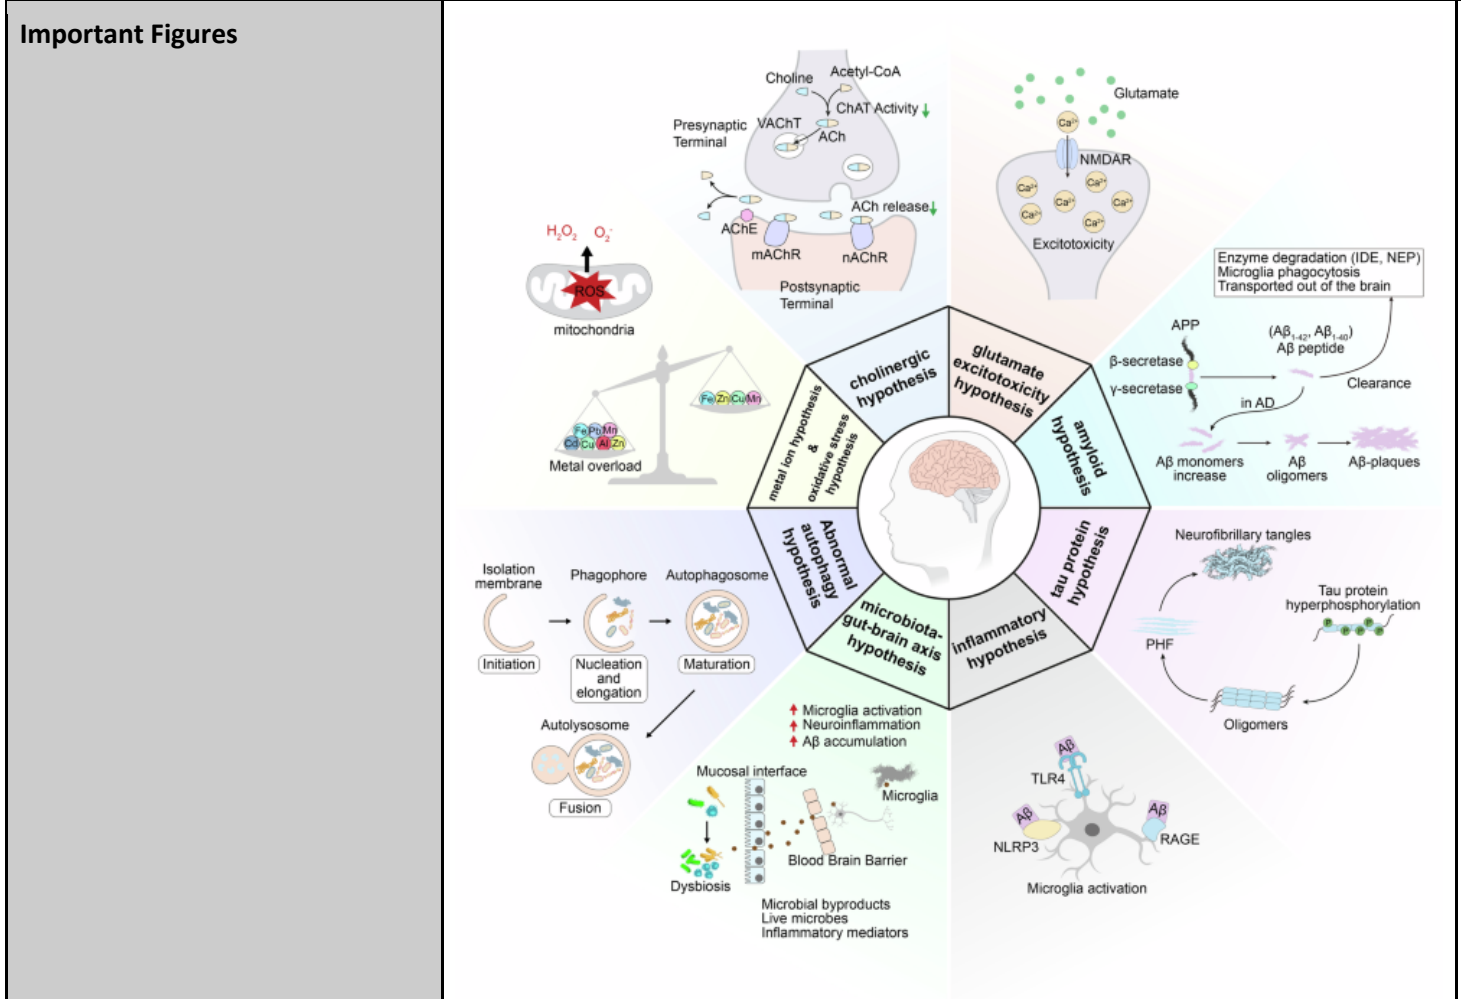 Important Figures
Choline
Acetyl-CoA
ChAT Activity
VAChT
ACh
Presynaptic
Terminal
ACh release
AChE
mAChR
nAChR
Postsynaptic
Terminal
Glutamate
Ca²⁺
NMDAR
Ca²⁺
Ca²⁺
Ca²⁺
Ca²⁺
Ca²⁺
Ca²⁺
Excitotoxicity
H₂O₂ O₂⁻
ROS
mitochondria
Fe Zn Cu Mn
Fe Pb Mn
Cd Cu Al Zn
Metal overload
Enzyme degradation (IDE, NEP)
Microglia phagocytosis
Transported out of the brain
APP
β-secretase
γ-secretase
(Aβ₁₋₄₂, Aβ₁₋₄₀)
Aβ peptide
Clearance
in AD
Aβ monomers
increase
Aβ
oligomers
Aβ-plaques
cholinergic
hypothesis
glutamate
excitotoxicity
hypothesis
amyloid
hypothesis
tau protein
hypothesis
inflammatory
hypothesis
microbiota-
gut-brain axis
hypothesis
Abnormal
autophagy
hypothesis
metal ion hypothesis
&
oxidative stress
hypothesis
Neurofibrillary tangles
Tau protein
hyperphosphorylation
P P P P P
PHF
Oligomers
Isolation
membrane
Phagophore
Autophagosome
Initiation
Nucleation
and
elongation
Maturation
Autolysosome
Fusion
Microglia activation
Neuroinflammation
Aβ accumulation
Mucosal interface
Microglia
Blood Brain Barrier
Dysbiosis
Microbial byproducts
Live microbes
Inflammatory mediators
Aβ
TLR4
Aβ
NLRP3
Aβ
RAGE
Microglia activation